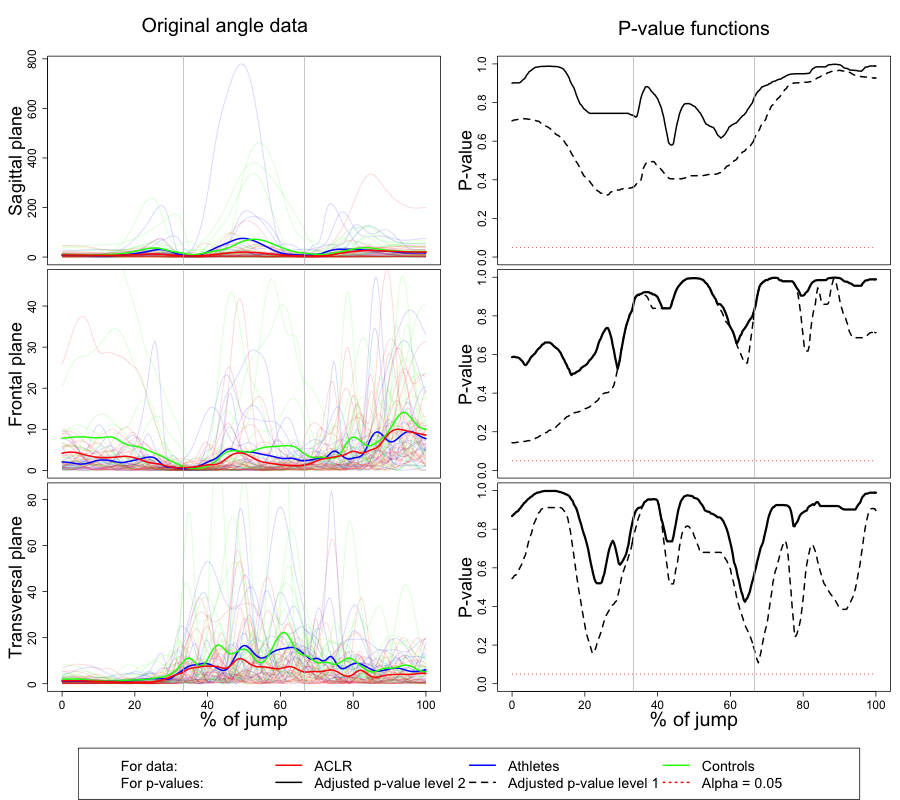 Original angle data
P-value functions
Sagittal plane
0 200 400 600 800
P-value
0.0 0.2 0.4 0.6 0.8 1.0
Frontal plane
0 10 20 30 40
P-value
0.0 0.2 0.4 0.6 0.8 1.0
Transversal plane
0 20 40 60 80
P-value
0.0 0.2 0.4 0.6 0.8 1.0
0 20 40 60 80 100
% of jump
0 20 40 60 80 100
% of jump
For data: ACLR Athletes Controls
For p-values: Adjusted p-value level 2 Adjusted p-value level 1 Alpha = 0.05